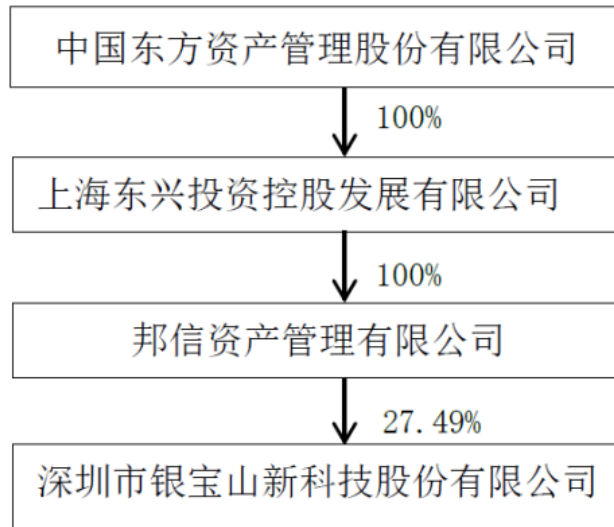 中国东方资产管理股份有限公司
100%
上海东兴投资控股发展有限公司
100%
邦信资产管理有限公司
27.49%
深圳市银宝山新科技股份有限公司